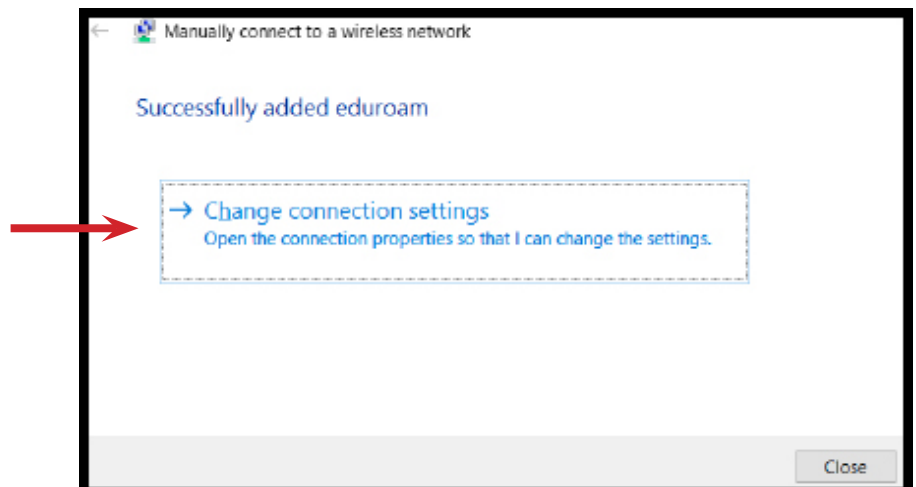 Manually connect to a wireless network
Successfully added eduroam
Change connection settings
Open the connection properties so that I can change the settings.
Close